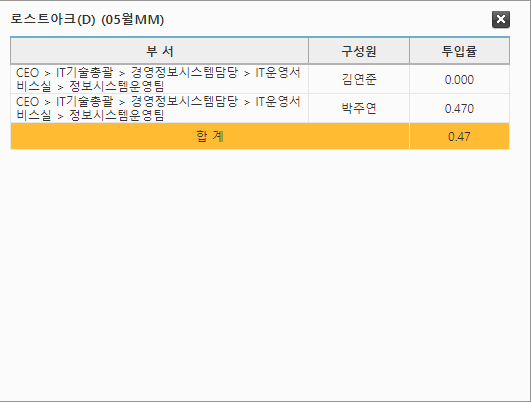 로스트아크(D) (05월MM)
부 서 구성원 투입률
CEO > IT기술총괄 > 경영정보시스템담당 > IT운영서
비스실 > 정보시스템운영팀 김연준 0.000
CEO > IT기술총괄 > 경영정보시스템담당 > IT운영서
비스실 > 정보시스템운영팀 박주연 0.470
합 계 0.47